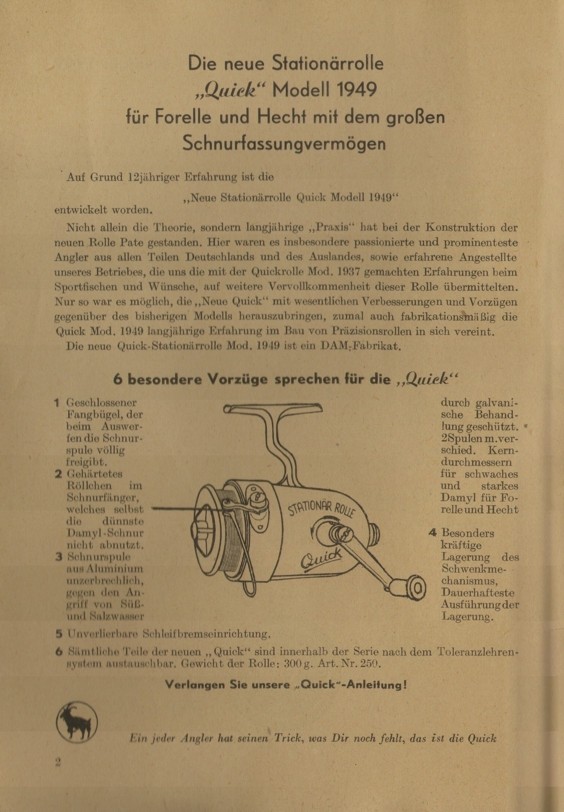 Die neue Stationärrolle
„Quick“ Modell 1949
für Forelle und Hecht mit dem großen
Schnurfassungvermögen
Auf Grund 12jähriger Erfahrung ist die
„Neue Stationärrolle Quick Modell 1949“
entwickelt worden.
Nicht allein die Theorie, sondern langjährige „Praxis“ hat bei der Konstruktion der
neuen Rolle Pate gestanden. Hier waren es insbesondere passionierte und prominenteste
Angler aus allen Teilen Deutschlands und des Auslandes, sowie erfahrene Angestellte
unseres Betriebes, die uns die mit der Quickrolle Mod. 1937 gemachten Erfahrungen beim
Sportfischen und Wünsche, auf weitere Vervollkommenheit dieser Rolle übermittelten.
Nur so war es möglich, die „Neue Quick“ mit wesentlichen Verbesserungen und Vorzügen
gegenüber des bisherigen Modells herauszubringen, zumal auch fabrikationsmäßig die
Quick Mod. 1949 langjährige Erfahrung im Bau von Präzisionsrollen in sich vereint.
Die neue Quick-Stationärrolle Mod. 1949 ist ein DAM-Fabrikat.
6 besondere Vorzüge sprechen für die „Quick“
1 Geschlossener
Fangbügel, der
beim Auswer-
fen die Schnur-
spule völlig
freigibt.
2 Gehärtetes
Röllchen im
Schnurfänger,
welches selbst
die dünnste
Damyl-Schnur
nicht abnutzt.
3 Schnurspule
aus Aluminium
unzerbrechlich,
gegen den An-
griff von Süß-
und Salzwasser
STATIONÄR ROLLE
Quick
durch galvani-
sche Behand-
lung geschützt.
2 Spulen m. ver-
schied. Kern-
durchmessern
für schwaches
und starkes
Damyl für Fo-
relle und Hecht
4 Besonders
kräftige
Lagerung des
Schwenkme-
chanismus,
Dauerhafteste
Ausführung der
Lagerung.
5 Unverlierbare Schleifbremseinrichtung.
6 Sämtliche Teile der neuen „Quick“ sind innerhalb der Serie nach dem Toleranzlehren-
system austauschbar. Gewicht der Rolle: 300 g. Art. Nr. 250.
Verlangen Sie unsere „Quick“-Anleitung!
Ein jeder Angler hat seinen Trick, was Dir noch fehlt, das ist die Quick
2